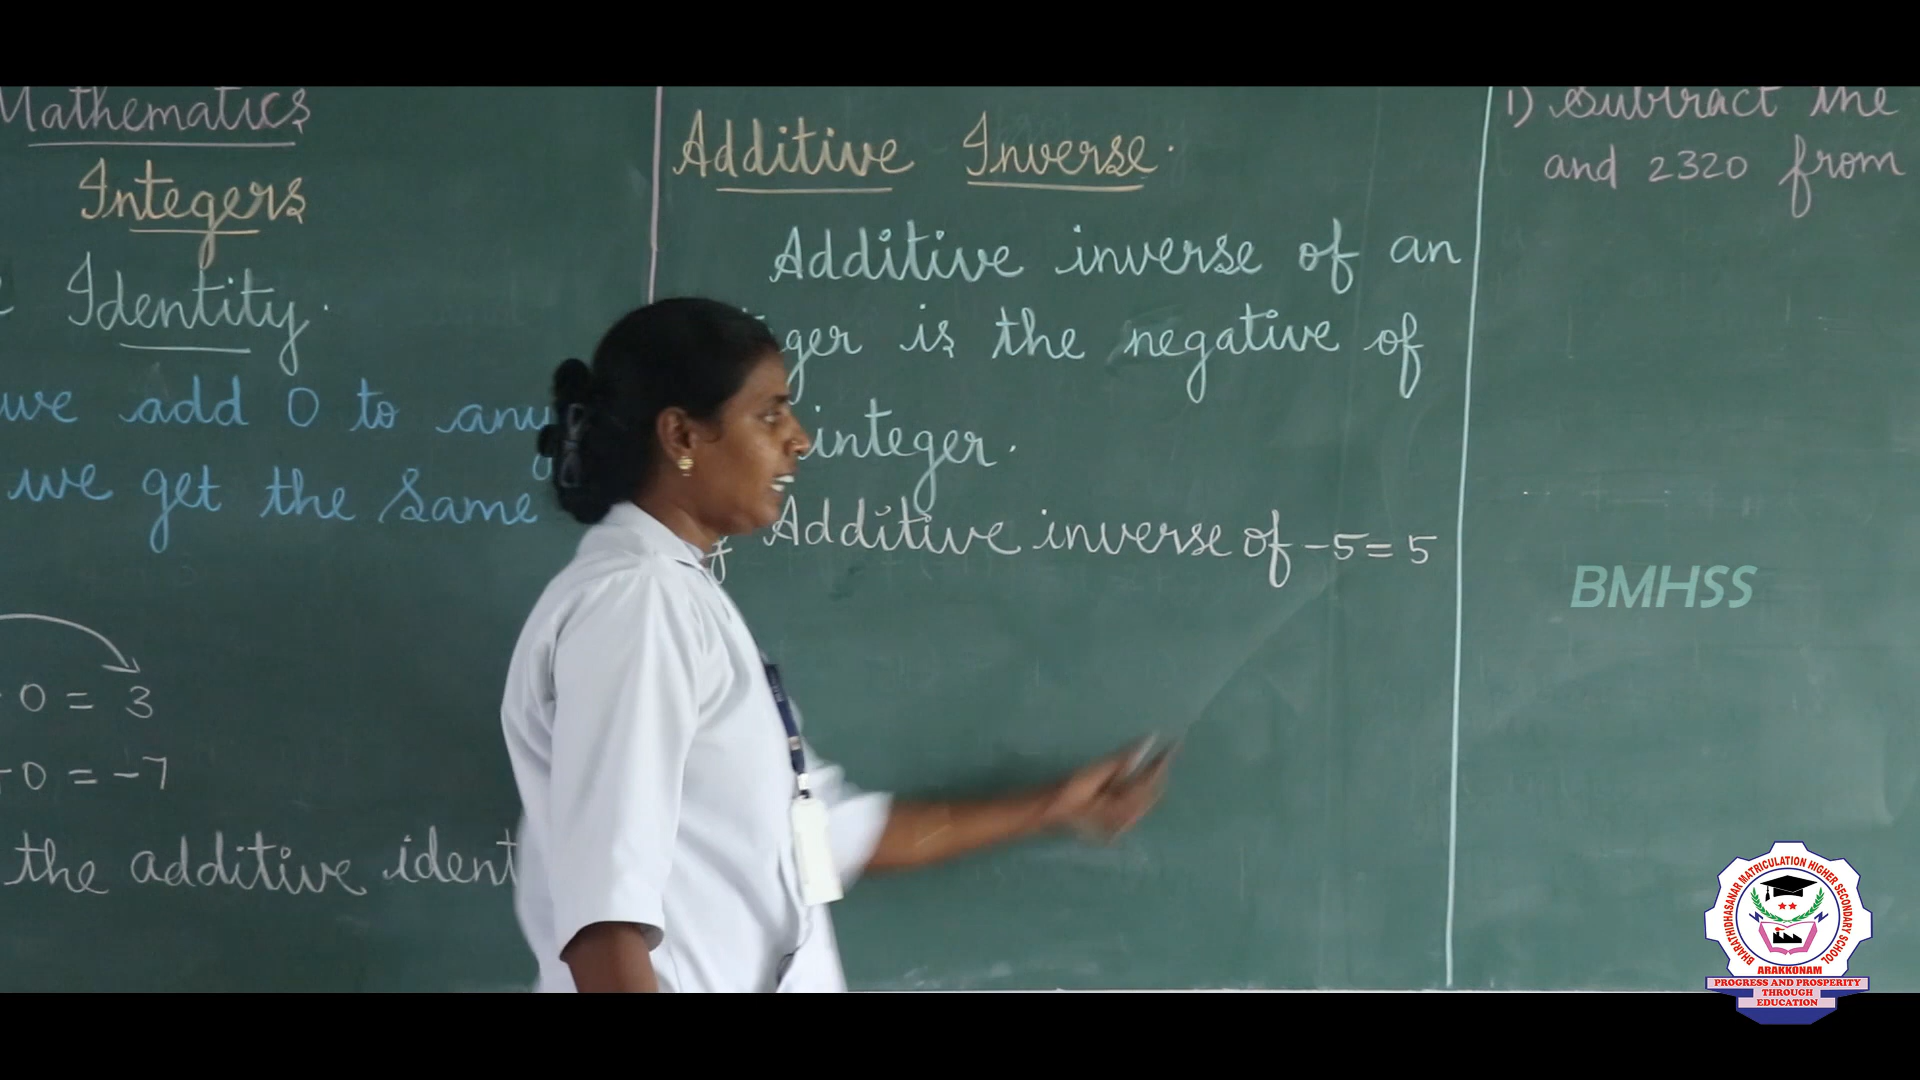 Mathematics
Integers
Identity.
we add 0 to any
we get the same
0 = 3
+0 = -7
the additive
Additive Inverse.
Additive inverse of an
is the negative of
integer.
Additive inverse of -5 = 5
1) Subtract the
and 2320 from
BMHSS
BHARATHIDHASANAR MATRICULATION HIGHER SECONDARY SCHOOL
ARAKKONAM
PROGRESS AND PROSPERITY
THROUGH
EDUCATION